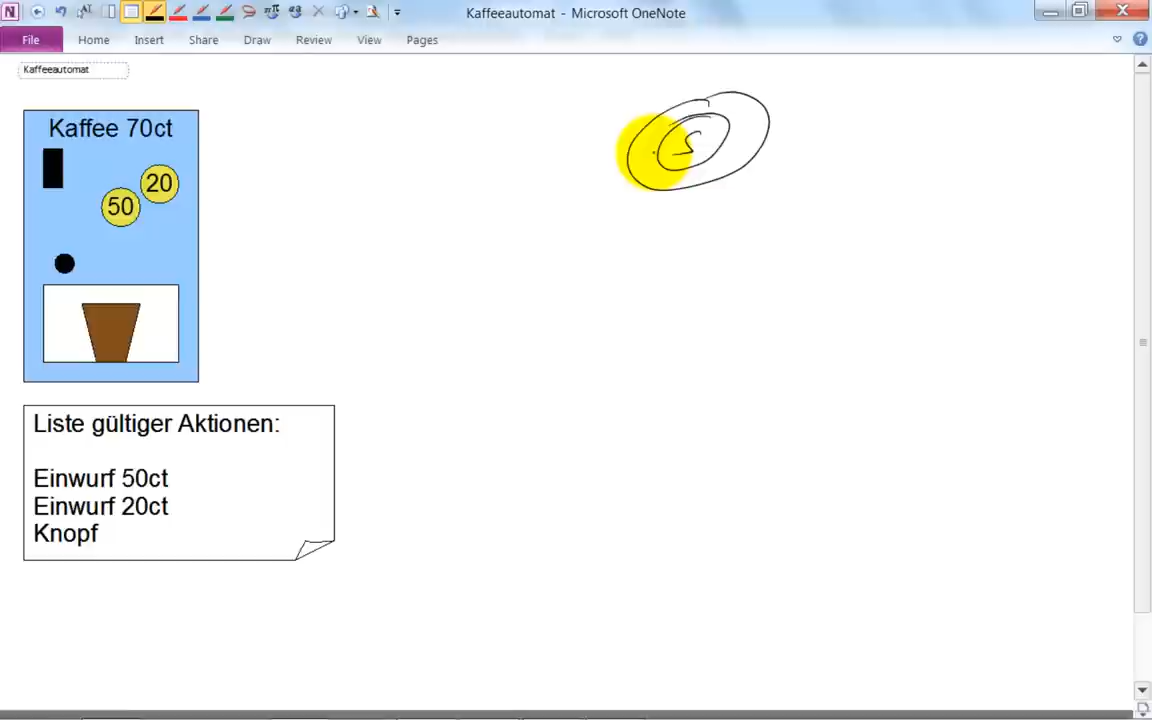 Kaffeeautomat - Microsoft OneNote
File Home Insert Share Draw Review View Pages
Kaffeeautomat
Kaffee 70ct
20
50
Liste gültiger Aktionen:
Einwurf 50ct
Einwurf 20ct
Knopf